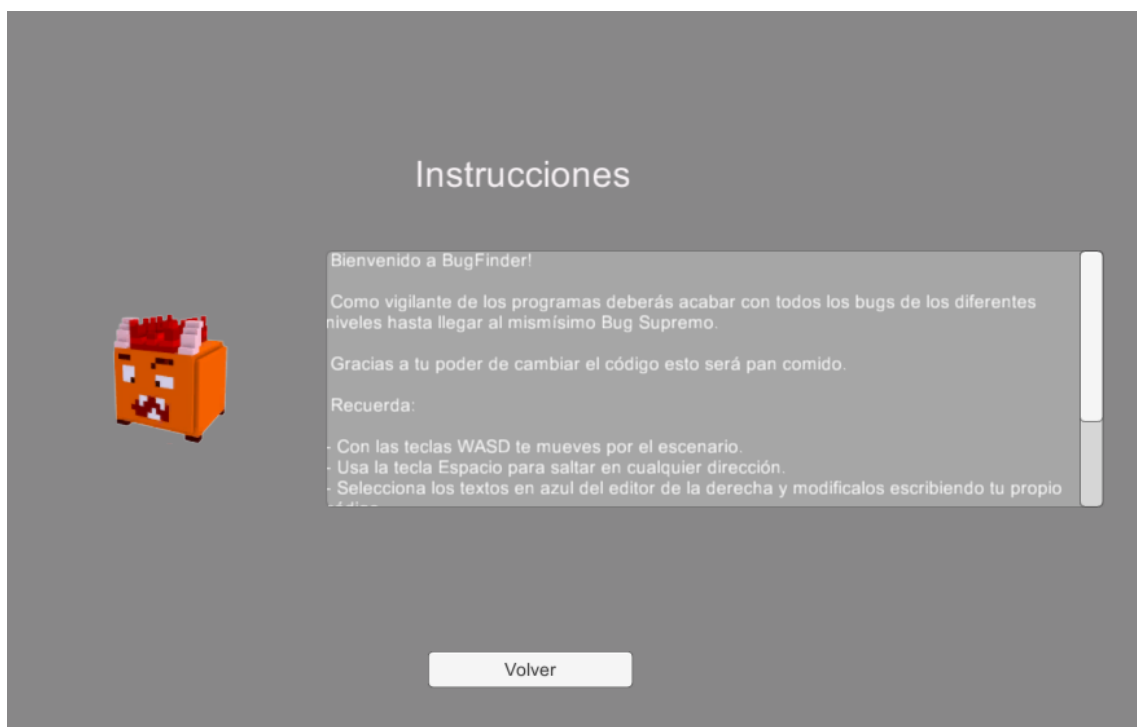 Instrucciones
Bienvenido a BugFinder!
Como vigilante de los programas deberás acabar con todos los bugs de los diferentes
niveles hasta llegar al mismísimo Bug Supremo.
Gracias a tu poder de cambiar el código esto será pan comido.
Recuerda:
- Con las teclas WASD te mueves por el escenario.
- Usa la tecla Espacio para saltar en cualquier dirección.
- Selecciona los textos en azul del editor de la derecha y modificalos escribiendo tu propio
Volver